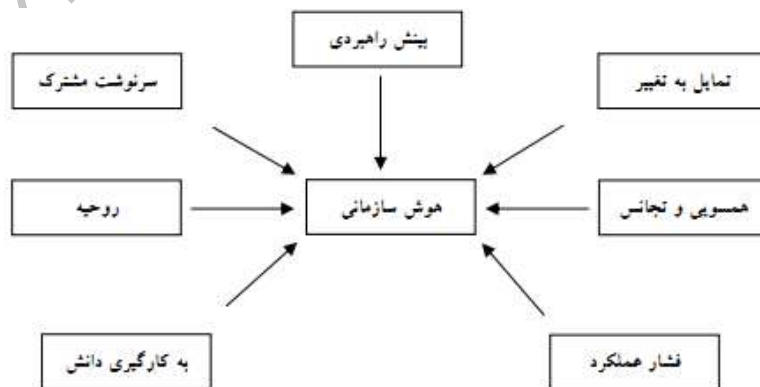 بینش راهبردی
تمایل به تغییر
سرنوشت مشترک
همسویی و تجانس
هوش سازمانی
روحیه
فشار عملکرد
به کارگیری دانش